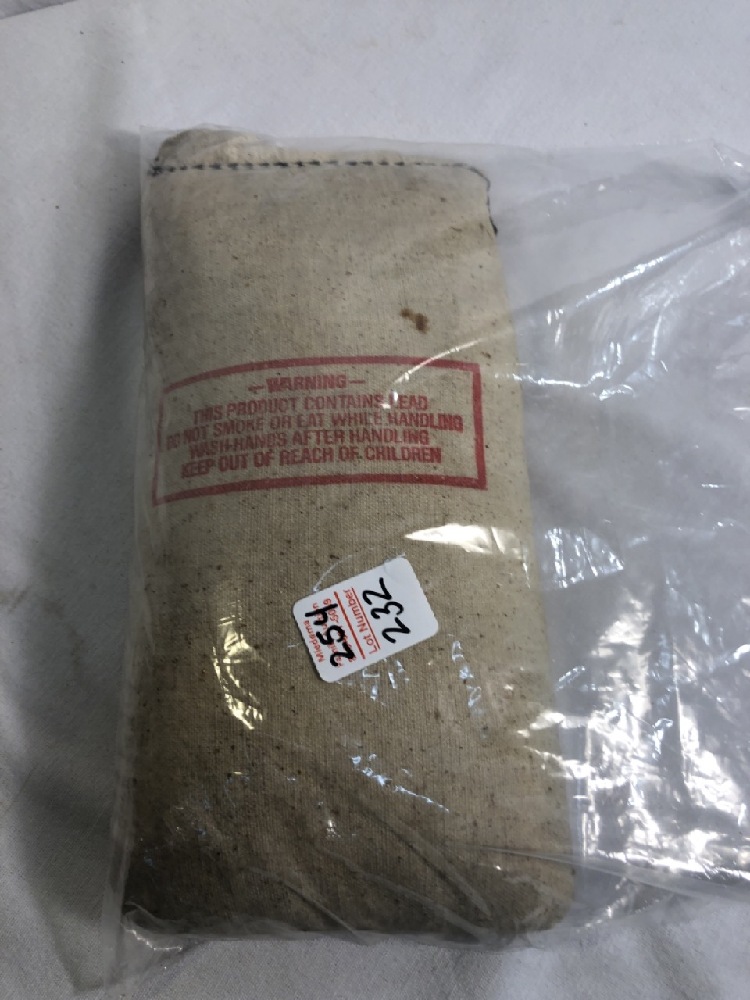 —WARNING—
THIS PRODUCT CONTAINS LEAD
DO NOT SMOKE OR EAT WHILE HANDLING
WASH HANDS AFTER HANDLING
KEEP OUT OF REACH OF CHILDREN
254
Lot Number
232